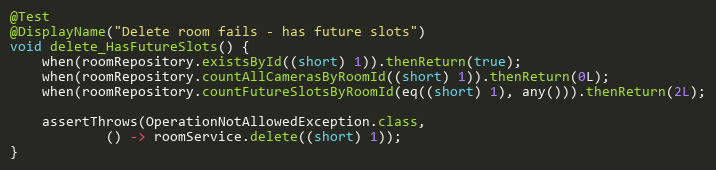 @Test
@DisplayName("Delete room fails - has future slots")
void delete_HasFutureSlots() {
    when(roomRepository.existsById((short) 1)).thenReturn(true);
    when(roomRepository.countAllCamerasByRoomId((short) 1)).thenReturn(0L);
    when(roomRepository.countFutureSlotsByRoomId(eq((short) 1), any())).thenReturn(2L);

    assertThrows(OperationNotAllowedException.class,
            () -> roomService.delete((short) 1));
}